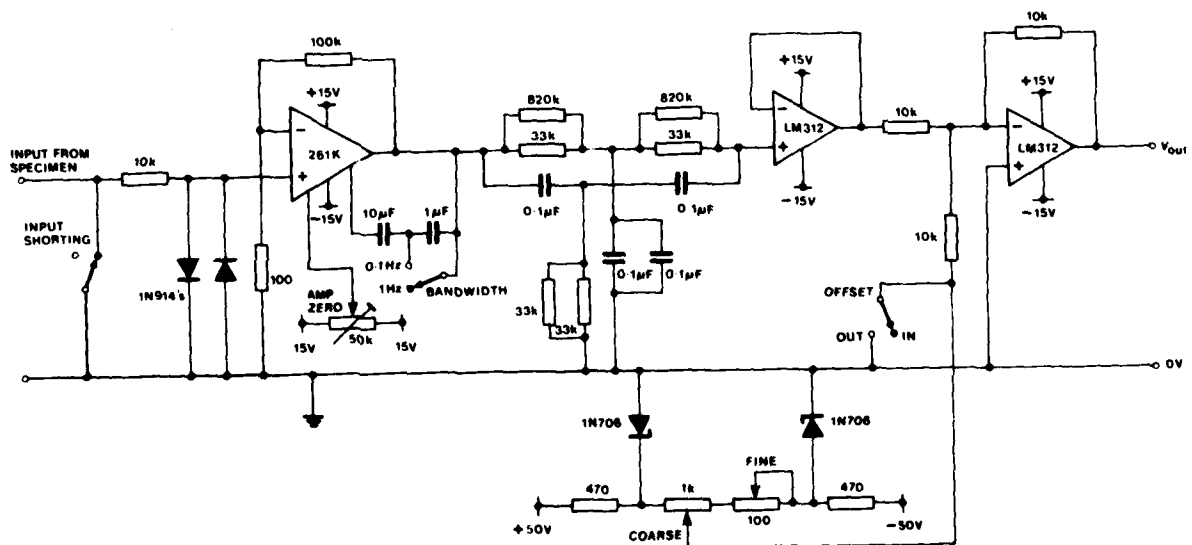 10k
100k
+15V
820k
820k
+15V
+15V
LM312
10k
33k
33k
LM312
INPUT FROM
SPECIMEN
10k
261K
Vout
-15V
10µF
1µF
0.1µF
0.1µF
-15V
-15V
INPUT
SHORTING
0.1Hz
10k
1N914's
100
AMP
ZERO
1Hz
BANDWIDTH
0.1µF
0.1µF
OFFSET
15V
50k
15V
33k
33k
OUT
IN
0V
1N706
1N706
FINE
470
1k
470
+50V
100
-50V
COARSE